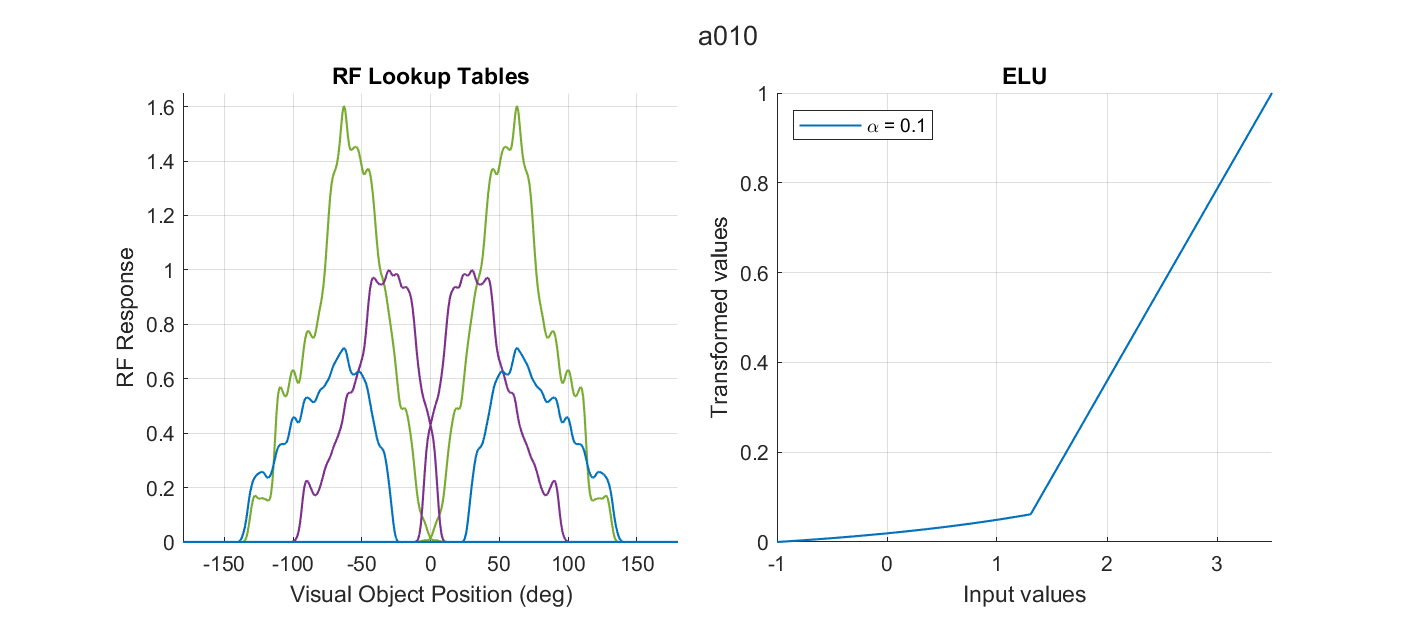 a010
RF Lookup Tables
RF Response
1.6
1.4
1.2
1
0.8
0.6
0.4
0.2
0
-150 -100 -50 0 50 100 150
Visual Object Position (deg)
ELU
α = 0.1
Transformed values
1
0.8
0.6
0.4
0.2
0
-1 0 1 2 3
Input values